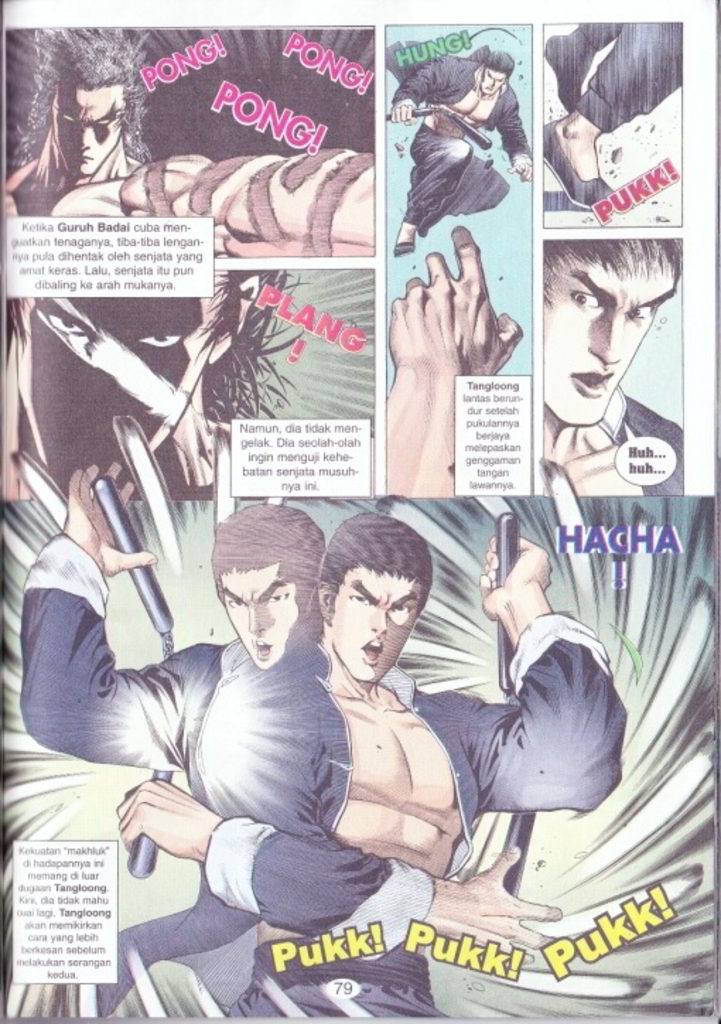 PONG!
PONG!
PONG!
Ketika Guruh Badai cuba men-
guatkan tenaganya, tiba-tiba lengan-
nya pula dihentak oleh senjata yang
amat keras. Lalu, senjata itu pun
dibaling ke arah mukanya.
PLANG
!
Namun, dia tidak men-
gelak. Dia seolah-olah
ingin menguji kehe-
batan senjata musuh-
nya ini.
HUNG!
Tangloong
lantas berun-
dur setelah
pukulannya
berjaya
melepaskan
genggaman
tangan
lawannya.
PUKK!
Huh...
huh...
HACHA
!
Kekuatan "makhluk"
di hadapannya ini
memang di luar
dugaan Tangloong.
Kini, dia tidak mahu
cuai lagi. Tangloong
akan memikirkan
cara yang lebih
berkesan sebelum
melakukan serangan
kedua.
PUKK! PUKK! PUKK!
79